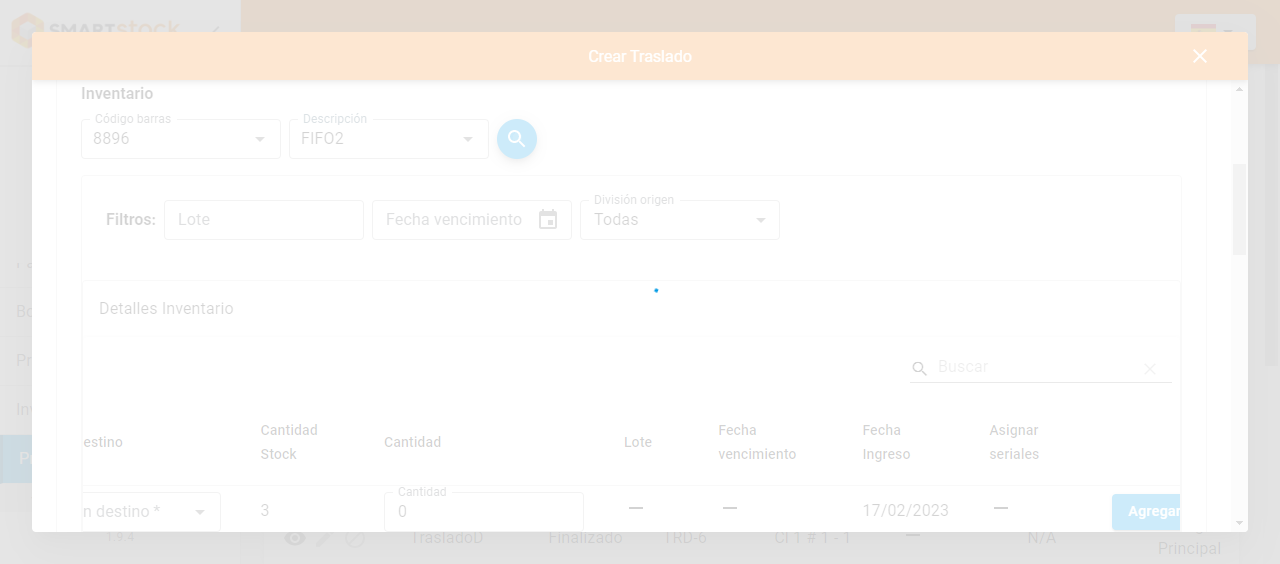 SMARTstock
Crear Traslado
Inventario
Código barras
8896
Descripción
FIFO2
Filtros:
Lote
Fecha vencimiento
División origen
Todas
Detalles Inventario
Buscar
estino
Cantidad
Stock
Cantidad
Lote
Fecha
vencimiento
Fecha
Ingreso
Asignar
seriales
n destino *
3
Cantidad
0
—
—
17/02/2023
—
Agregar
Bo
Pr
Inv
Pr
1.9.4
TrasladoD
Finalizado
TRD-6
Cl 1 # 1 - 1
—
N/A
Principal